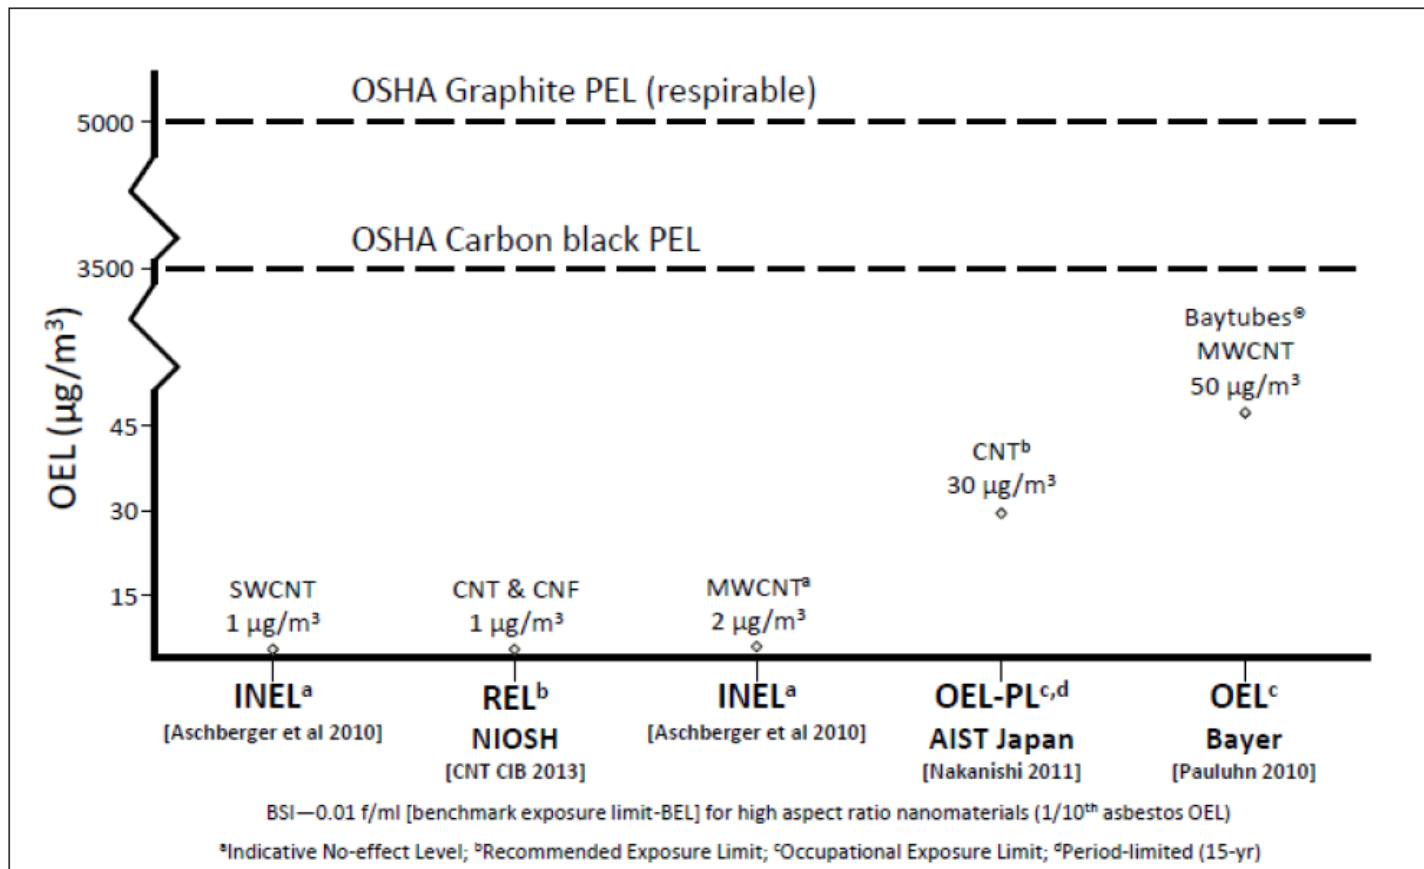 OSHA Graphite PEL (respirable)
5000
OSHA Carbon black PEL
3500
OEL (µg/m³)
45
30
15
Baytubes®
MWCNT
50 µg/m³
CNTᵇ
30 µg/m³
SWCNT
1 µg/m³
CNT & CNF
1 µg/m³
MWCNTᵃ
2 µg/m³
INELᵃ
[Aschberger et al 2010]
RELᵇ
NIOSH
[CNT CIB 2013]
INELᵃ
[Aschberger et al 2010]
OEL-PLᶜ,ᵈ
AIST Japan
[Nakanishi 2011]
OELᶜ
Bayer
[Pauluhn 2010]
BSI—0.01 f/ml [benchmark exposure limit-BEL] for high aspect ratio nanomaterials (1/10ᵗʰ asbestos OEL)
ᵃIndicative No-effect Level; ᵇRecommended Exposure Limit; ᶜOccupational Exposure Limit; ᵈPeriod-limited (15-yr)